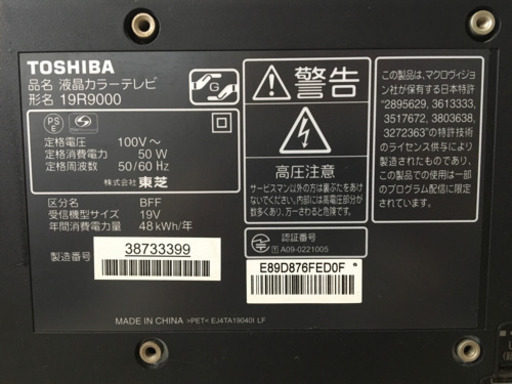 TOSHIBA
品名 液晶カラーテレビ
形名 19R9000
G
PS
E
定格電圧 100V～
定格消費電力 50 W
定格周波数 50/60 Hz
株式会社 東芝
区分名 BFF
受信機型サイズ 19V
年間消費電力量 48 kWh/年
製造番号 38733399
警告
高圧注意
サービスマン以外の方は裏ぶたをあけ
ないでください。内部には高電圧部分が
数多くあり、万一さわると危険です。
認証番号
T A09-0221005
E89D876FED0F *
この製品は、マクロヴィジョ
ン社が保有する日本特許
"2895629, 3613333,
3517672, 3803638,
3272363"の特許技術
のライセンス供与により
製造されたものであって、
この製品での使用は一部
のプログラム配信に限定
されています。
MADE IN CHINA >PET< EJ4TA19040I LF